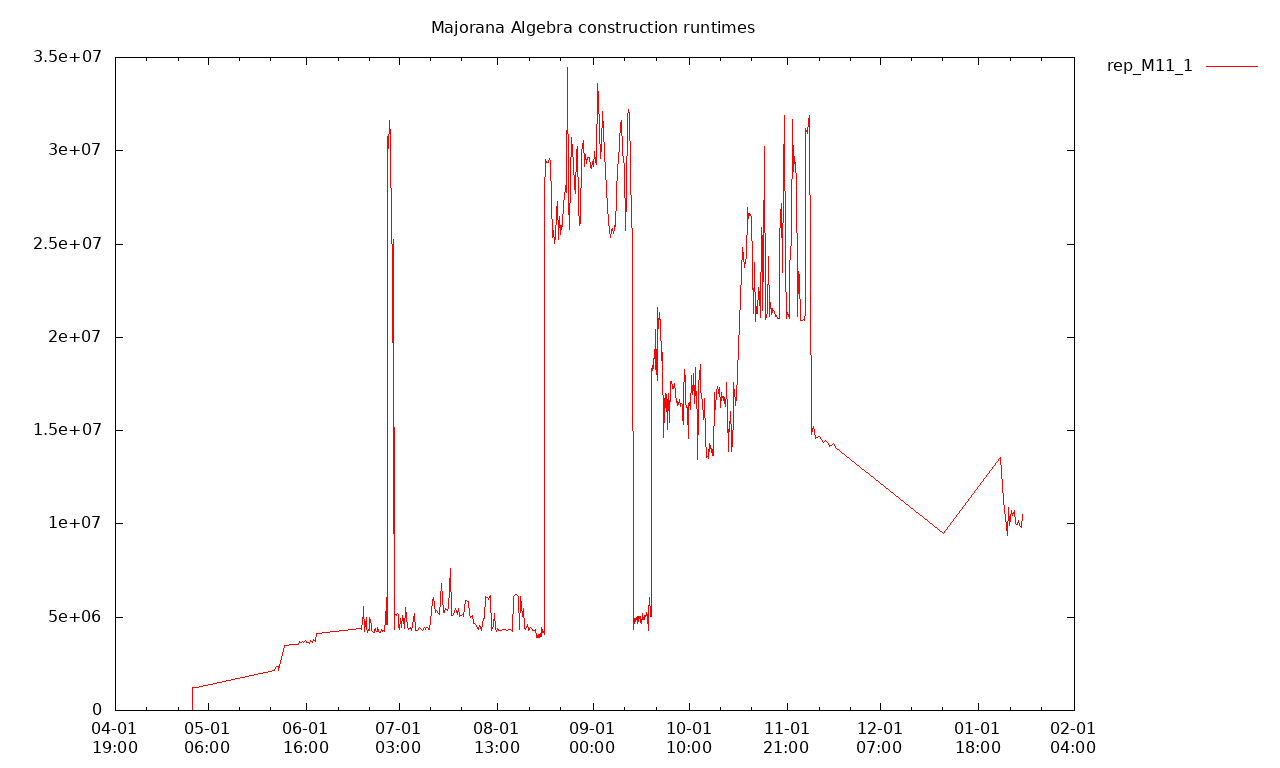 Majorana Algebra construction runtimes
rep_M11_1
3.5e+07
3e+07
2.5e+07
2e+07
1.5e+07
1e+07
5e+06
0
04-01 05-01 06-01 07-01 08-01 09-01 10-01 11-01 12-01 01-01 02-01
19:00 06:00 16:00 03:00 13:00 00:00 10:00 21:00 07:00 18:00 04:00